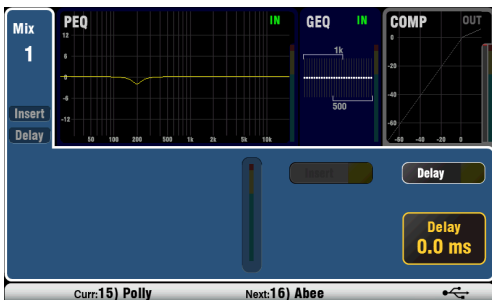 Mix
1
Insert
Delay
PEQ
IN
12
6
0
-6
-12
50 100 200 500 1k 2k 5k 10k
GEQ
IN
1k
500
COMP
OUT
0
-20
-40
-60
-60 -40 -20 0
Insert
Delay
Delay
0.0 ms
Curr:15) Polly
Next:16) Abee